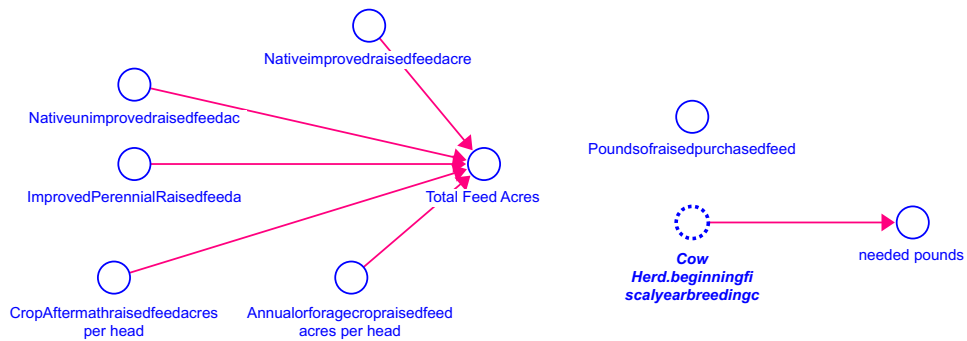 Nativeimprovedraisedfeedacre
Nativeunimprovedraisedfeedac
ImprovedPerennialRaisedfeeda
Total Feed Acres
CropAftermathraisedfeedacres
per head
Annualorforagecropraisedfeed
acres per head
Poundsofraisedpurchasedfeed
Cow
Herd.beginningfi
scalyearbreedingc
needed pounds